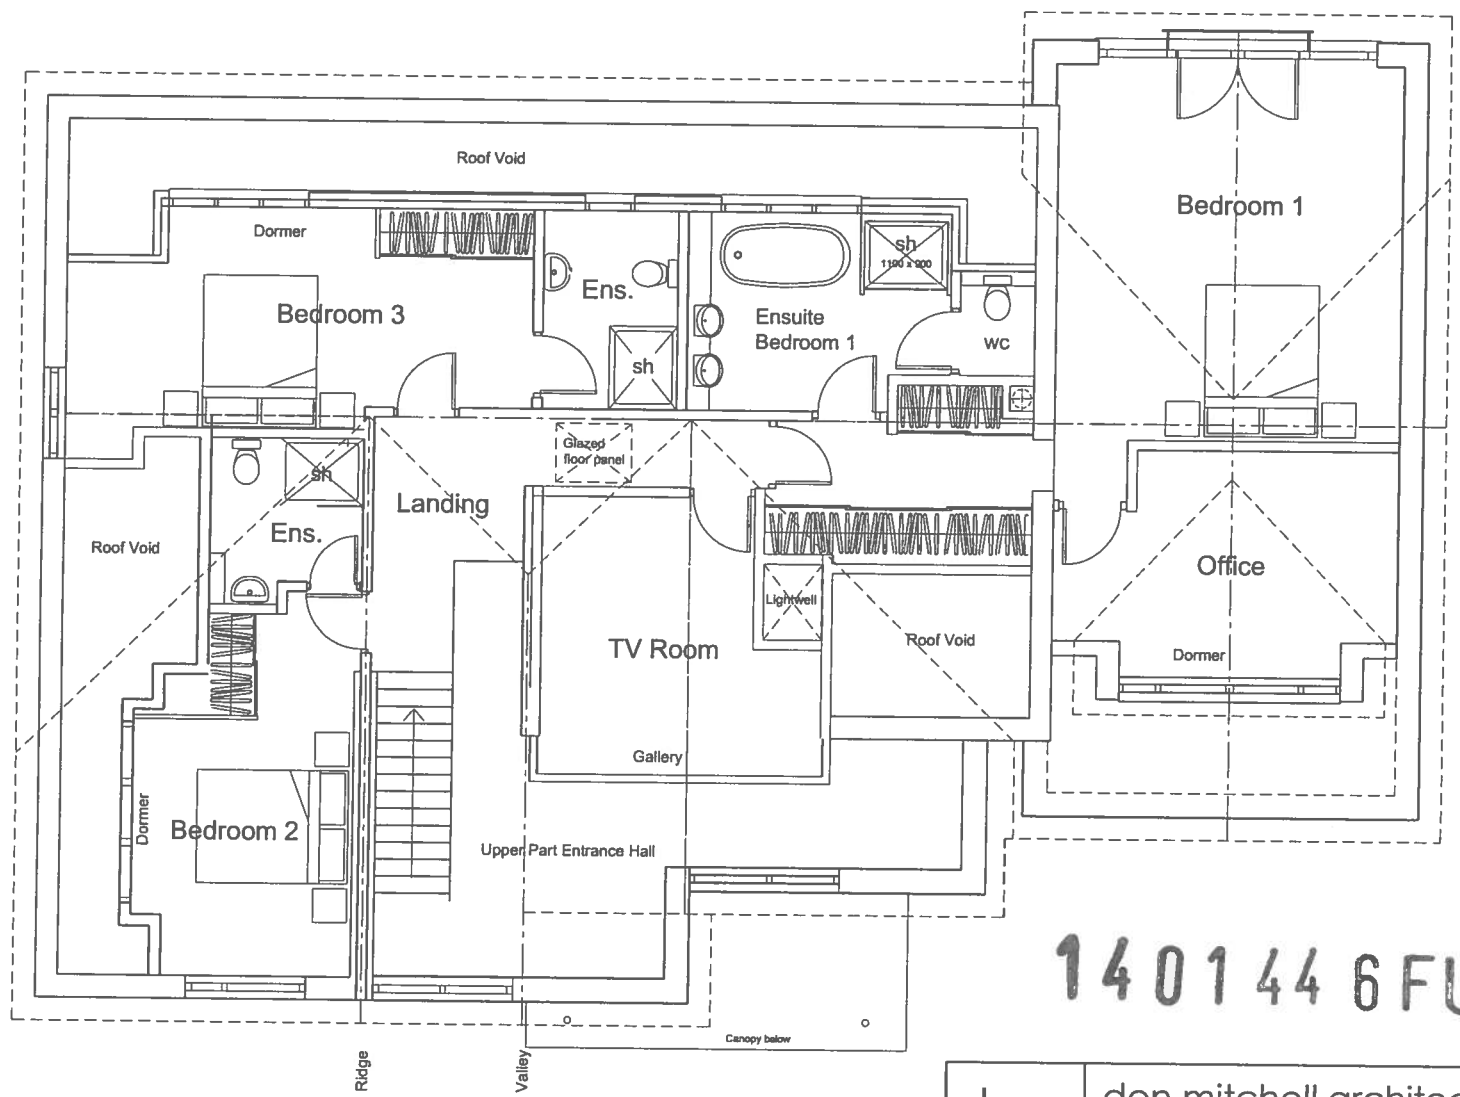 Roof Void
Bedroom 1
Dormer
sh
1100 x 900
Ens.
Bedroom 3
Ensuite
Bedroom 1
wc
sh
Glazed
floor panel
sh
Landing
Ens.
Roof Void
Office
Lightwell
Roof Void
TV Room
Dormer
Gallery
Dormer
Bedroom 2
Upper Part Entrance Hall
1401446FU
Canopy below
Ridge
Valley